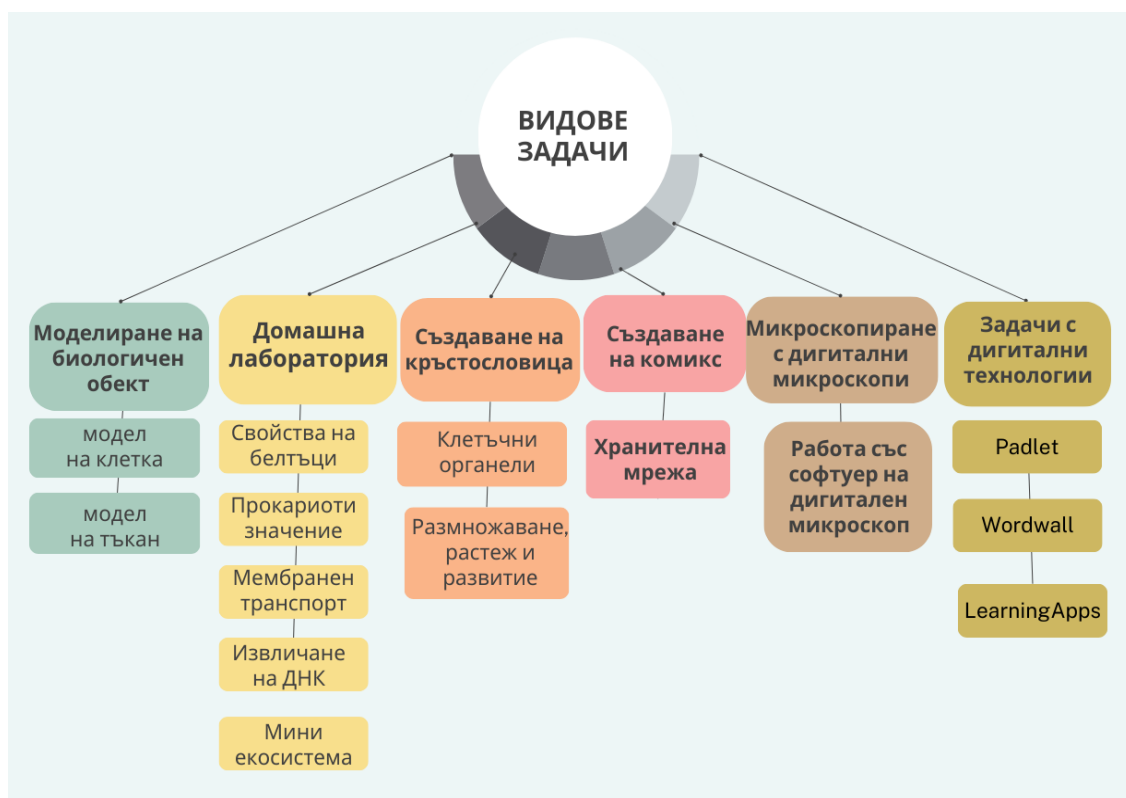 ВИДОВЕ
ЗАДАЧИ
Моделиране на
биологичен
обект
модел
на клетка
модел
на тъкан
Домашна
лаборатория
Свойства на
белтъци
Прокариоти
значение
Мембранен
транспорт
Извличане
на ДНК
Мини
екосистема
Създаване на
кръстословица
Клетъчни
органели
Размножаване,
растеж и
развитие
Създаване
на комикс
Хранителна
мрежа
Микроскопиране
с дигитални
микроскопи
Работа със
софтуер на
дигитален
микроскоп
Задачи с
дигитални
технологии
Padlet
Wordwall
LearningApps